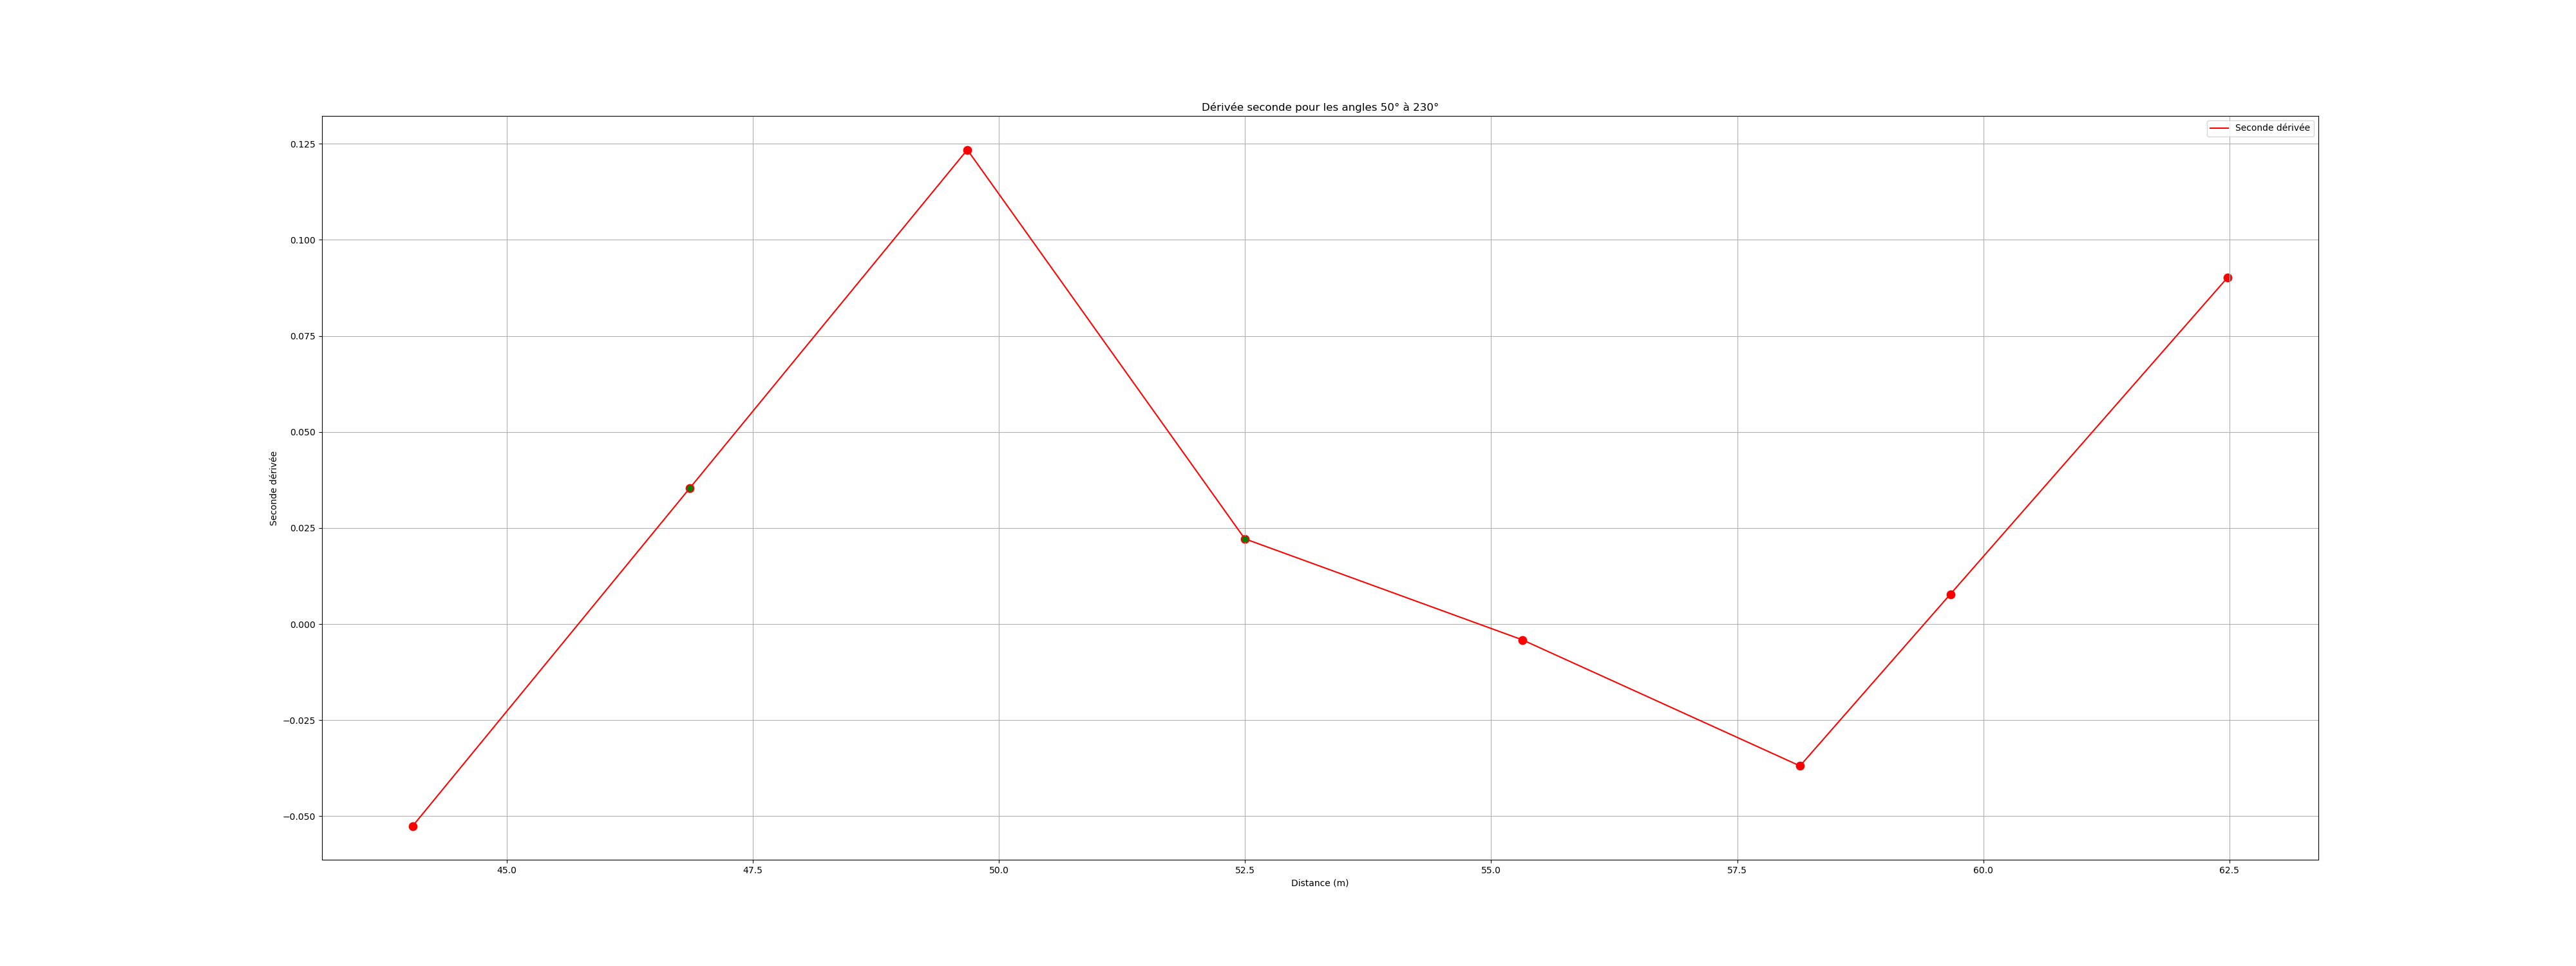 Dérivée seconde pour les angles 50° à 230°
Seconde dérivée
0.125
0.100
0.075
0.050
0.025
0.000
−0.025
−0.050
Seconde dérivée
45.0 47.5 50.0 52.5 55.0 57.5 60.0 62.5
Distance (m)